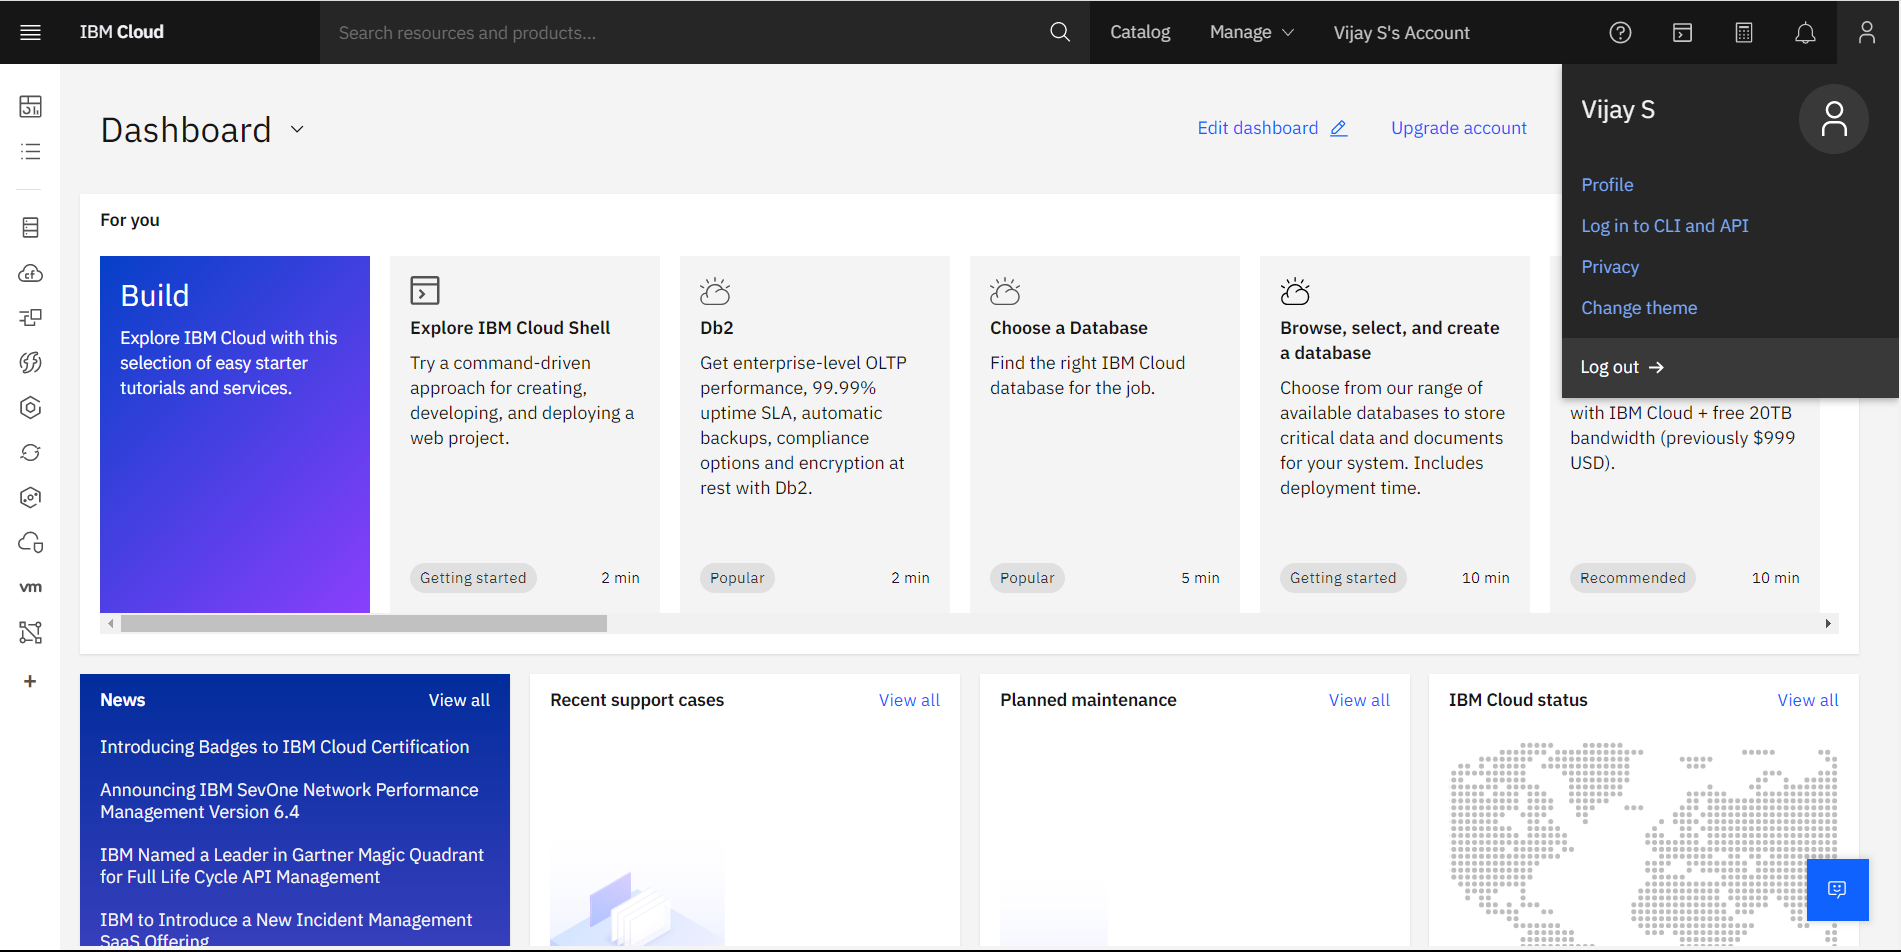 IBM Cloud
Search resources and products...
Catalog
Manage
Vijay S's Account
Vijay S
Profile
Log in to CLI and API
Privacy
Change theme
Log out →
Dashboard
Edit dashboard
Upgrade account
For you
Build
Explore IBM Cloud with this
selection of easy starter
tutorials and services.
Explore IBM Cloud Shell
Try a command-driven
approach for creating,
developing, and deploying a
web project.
Getting started
2 min
Db2
Get enterprise-level OLTP
performance, 99.99%
uptime SLA, automatic
backups, compliance
options and encryption at
rest with Db2.
Popular
2 min
Choose a Database
Find the right IBM Cloud
database for the job.
Popular
5 min
Browse, select, and create
a database
Choose from our range of
available databases to store
critical data and documents
for your system. Includes
deployment time.
Getting started
10 min
with IBM Cloud + free 20TB
bandwidth (previously $999
USD).
Recommended
10 min
cf
vm
+
News
View all
Introducing Badges to IBM Cloud Certification
Announcing IBM SevOne Network Performance
Management Version 6.4
IBM Named a Leader in Gartner Magic Quadrant
for Full Life Cycle API Management
IBM to Introduce a New Incident Management
SaaS Offering
Recent support cases
View all
Planned maintenance
View all
IBM Cloud status
View all